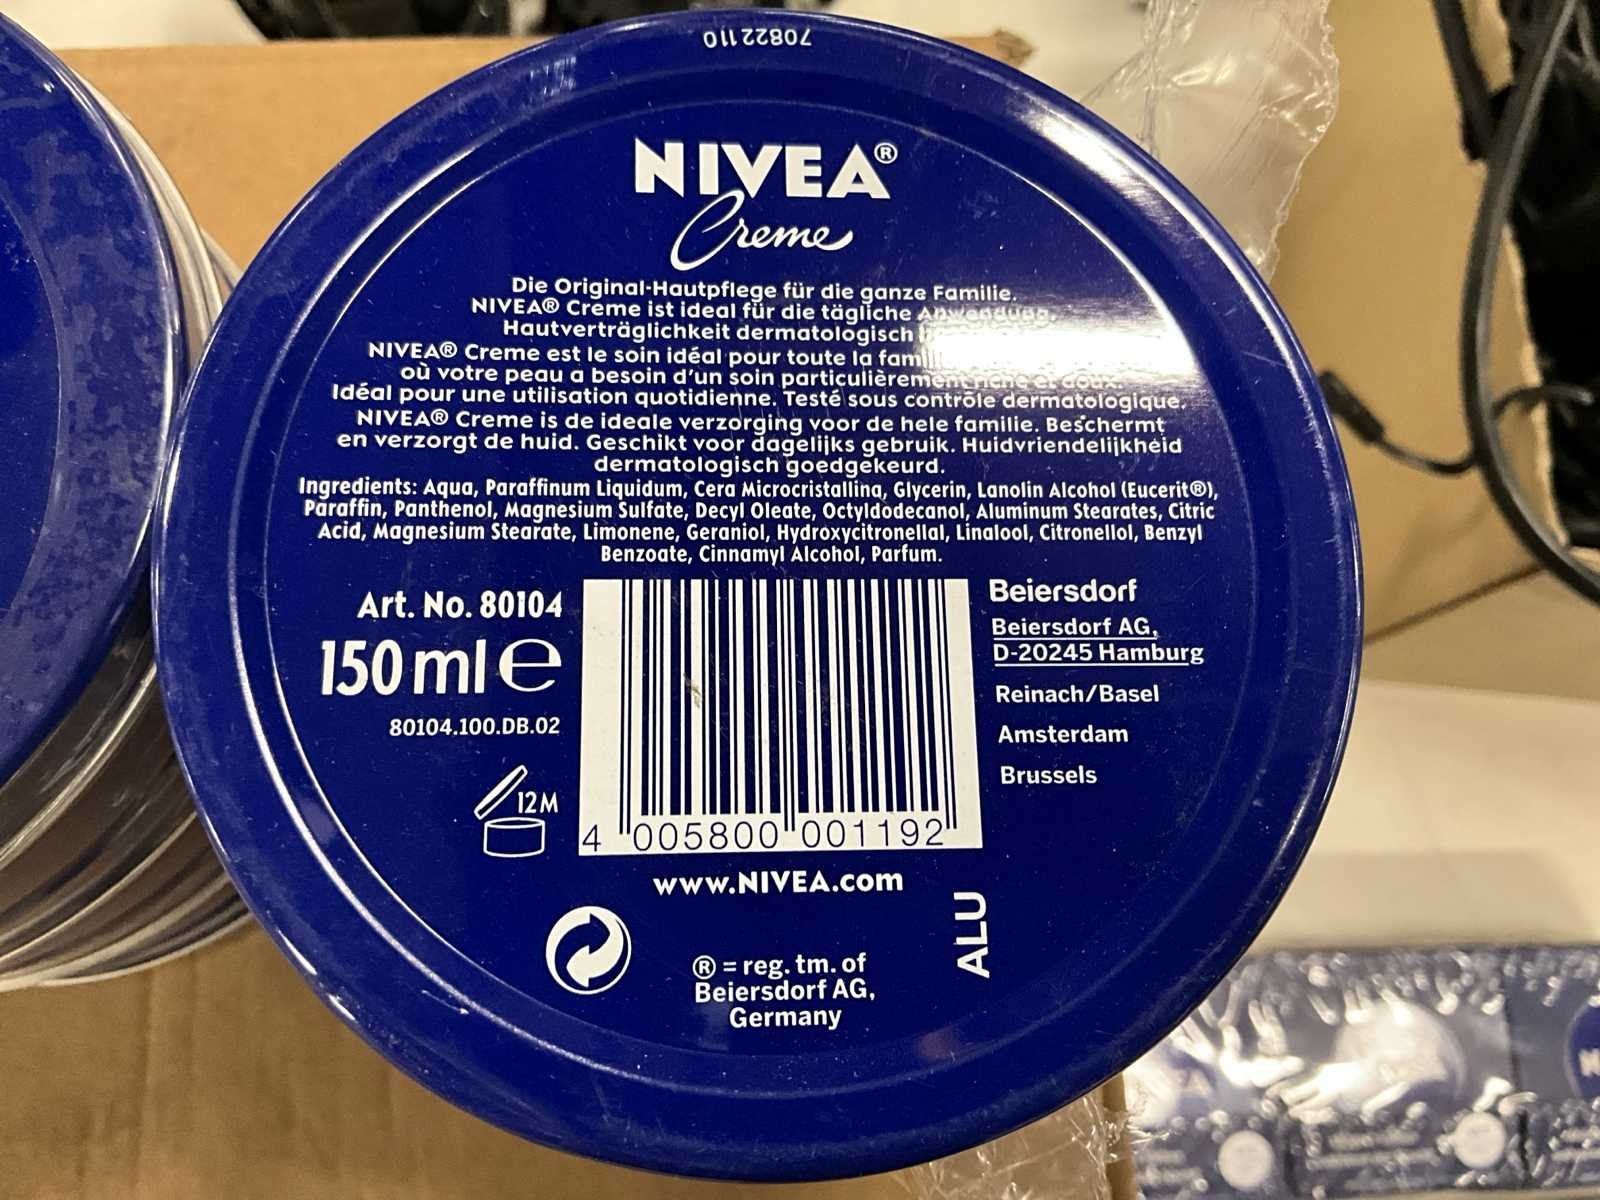 70822110
NIVEA®
Creme
Die Original-Hautpflege für die ganze Familie.
NIVEA® Creme ist ideal für die tägliche Anwendung.
Hautverträglichkeit dermatologisch
NIVEA® Creme est le soin idéal pour toute la
où votre peau a besoin d'un soin particulièrement riche et doux.
Idéal pour une utilisation quotidienne. Testé sous contrôle dermatologique.
NIVEA® Creme is de ideale verzorging voor de hele familie. Beschermt
en verzorgt de huid. Geschikt voor dagelijks gebruik. Huidvriendelijkheid
dermatologisch goedgekeurd.
Ingredients: Aqua, Paraffinum Liquidum, Cera Microcristallina, Glycerin, Lanolin Alcohol (Eucerit®),
Paraffin, Panthenol, Magnesium Sulfate, Decyl Oleate, Octyldodecanol, Aluminum Stearates, Citric
Acid, Magnesium Stearate, Limonene, Geraniol, Hydroxycitronellal, Linalool, Citronellol, Benzyl
Benzoate, Cinnamyl Alcohol, Parfum.
Art. No. 80104
150 ml e
80104.100.DB.02
12M
4 005800 001192
Beiersdorf
Beiersdorf AG,
D-20245 Hamburg
Reinach/Basel
Amsterdam
Brussels
www.NIVEA.com
ALU
® = reg. tm. of
Beiersdorf AG,
Germany